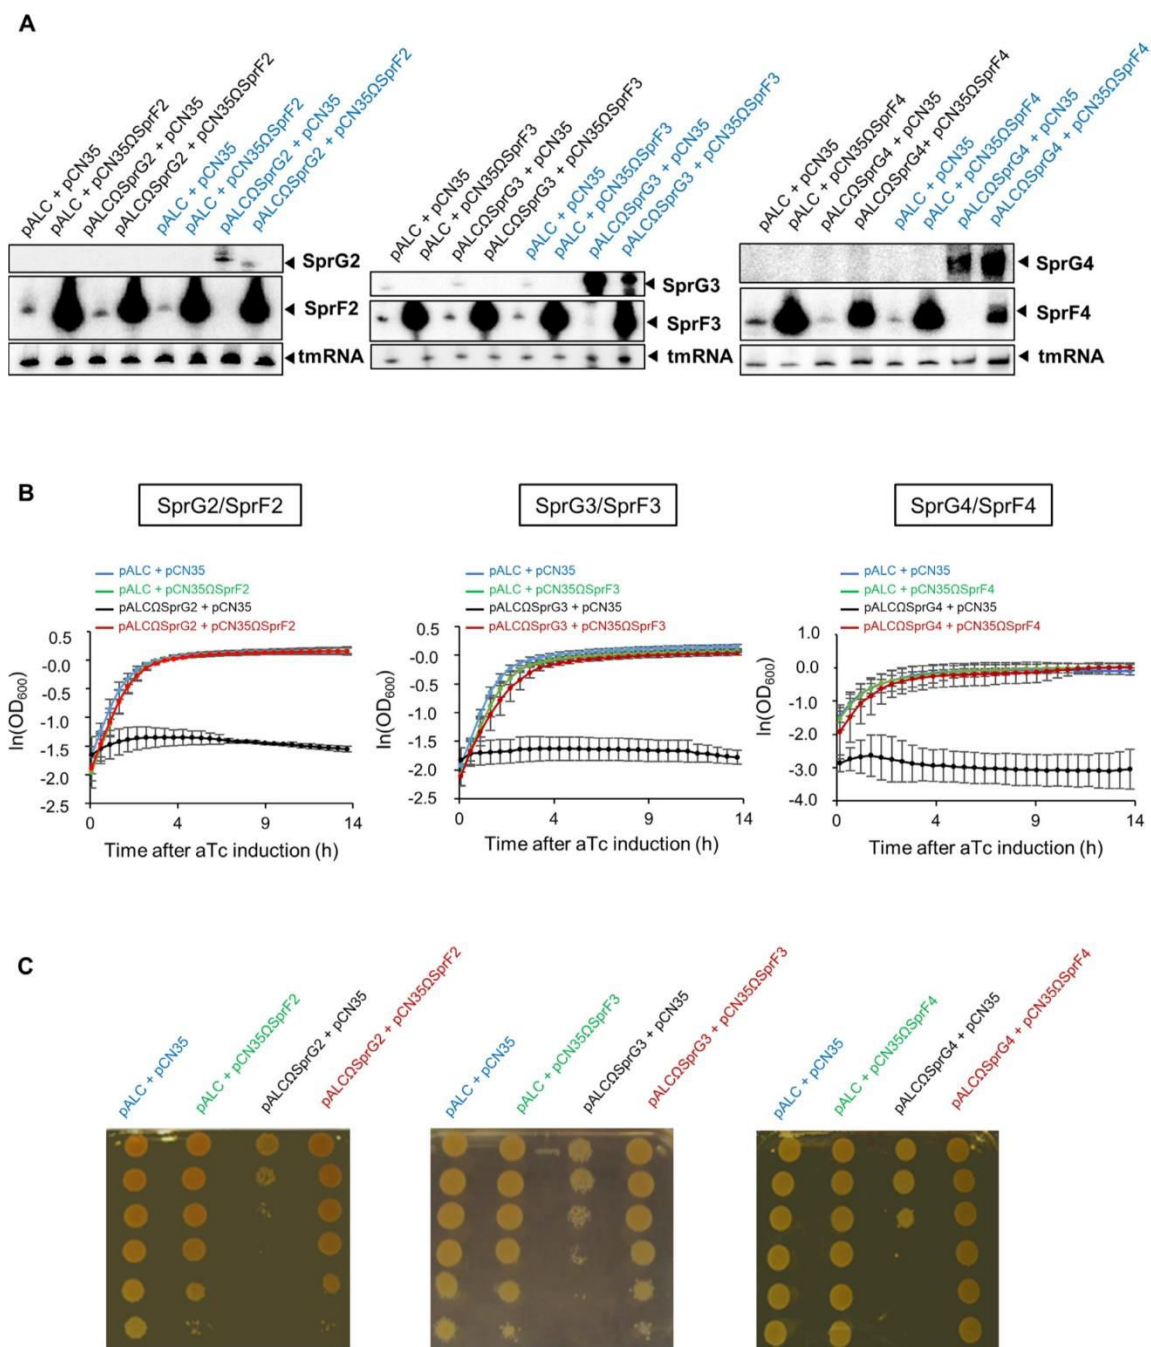 A
pALC + pCN35
pALC + pCN35ΩSprF2
pALCΩSprG2 + pCN35
pALCΩSprG2 + pCN35ΩSprF2
pALC + pCN35
pALC + pCN35ΩSprF2
pALCΩSprG2 + pCN35
pALCΩSprG2 + pCN35ΩSprF2
SprG2
SprF2
tmRNA
pALC + pCN35
pALC + pCN35ΩSprF3
pALCΩSprG3 + pCN35
pALCΩSprG3 + pCN35ΩSprF3
pALC + pCN35
pALC + pCN35ΩSprF3
pALCΩSprG3 + pCN35
pALCΩSprG3 + pCN35ΩSprF3
SprG3
SprF3
tmRNA
pALC + pCN35
pALC + pCN35ΩSprF4
pALCΩSprG4 + pCN35
pALCΩSprG4+ pCN35ΩSprF4
pALC + pCN35
pALC + pCN35ΩSprF4
pALCΩSprG4 + pCN35
pALCΩSprG4 + pCN35ΩSprF4
SprG4
SprF4
tmRNA
B
SprG2/SprF2
pALC + pCN35
pALC + pCN35ΩSprF2
pALCΩSprG2 + pCN35
pALCΩSprG2 + pCN35ΩSprF2
ln(OD600)
0.5
-0.0
-0.5
-1.0
-1.5
-2.0
-2.5
0 4 9 14
Time after aTc induction (h)
SprG3/SprF3
pALC + pCN35
pALC + pCN35ΩSprF3
pALCΩSprG3 + pCN35
pALCΩSprG3 + pCN35ΩSprF3
ln(OD600)
0.5
-0.0
-0.5
-1.0
-1.5
-2.0
-2.5
0 4 9 14
Time after aTc induction (h)
SprG4/SprF4
pALC + pCN35
pALC + pCN35ΩSprF4
pALCΩSprG4 + pCN35
pALCΩSprG4 + pCN35ΩSprF4
ln(OD600)
1.0
0.0
-1.0
-2.0
-3.0
-4.0
0 4 9 14
Time after aTc induction (h)
C
pALC + pCN35
pALC + pCN35ΩSprF2
pALCΩSprG2 + pCN35
pALCΩSprG2 + pCN35ΩSprF2
pALC + pCN35
pALC + pCN35ΩSprF3
pALCΩSprG3 + pCN35
pALCΩSprG3 + pCN35ΩSprF3
pALC + pCN35
pALC + pCN35ΩSprF4
pALCΩSprG4 + pCN35
pALCΩSprG4 + pCN35ΩSprF4